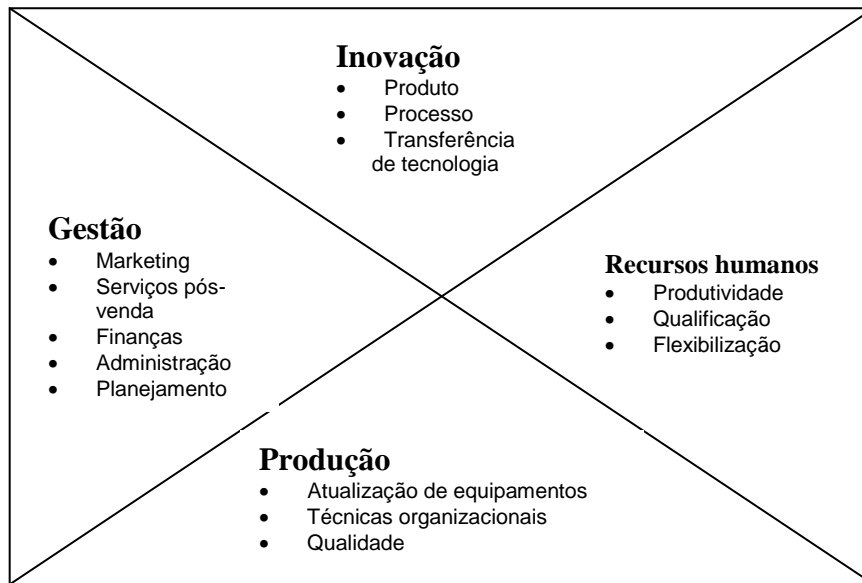 Inovação
• Produto
• Processo
• Transferência
de tecnologia
Gestão
• Marketing
• Serviços pós-
venda
• Finanças
• Administração
• Planejamento
Recursos humanos
• Produtividade
• Qualificação
• Flexibilização
Produção
• Atualização de equipamentos
• Técnicas organizacionais
• Qualidade